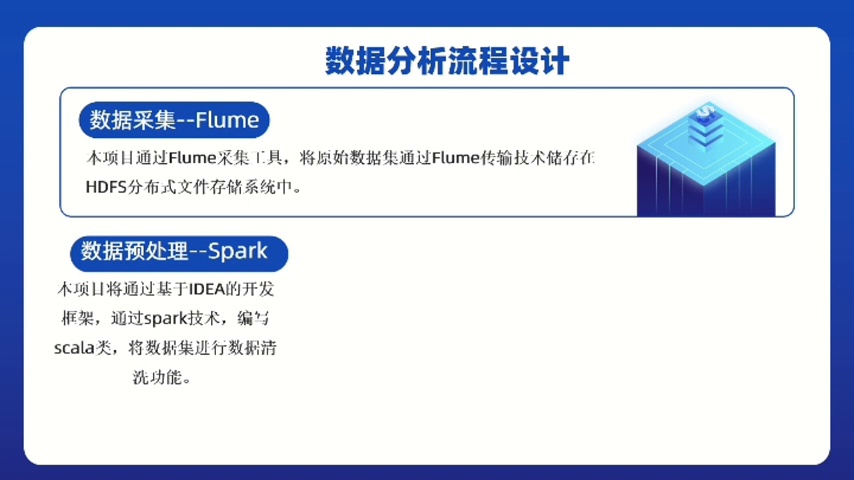 数据分析流程设计
数据采集--Flume
本项目通过Flume采集工具，将原始数据集通过Flume传输技术储存在
HDFS分布式文件存储系统中。
数据预处理--Spark
本项目将通过基于IDEA的开发
框架，通过spark技术，编写
scala类，将数据集进行数据清
洗功能。